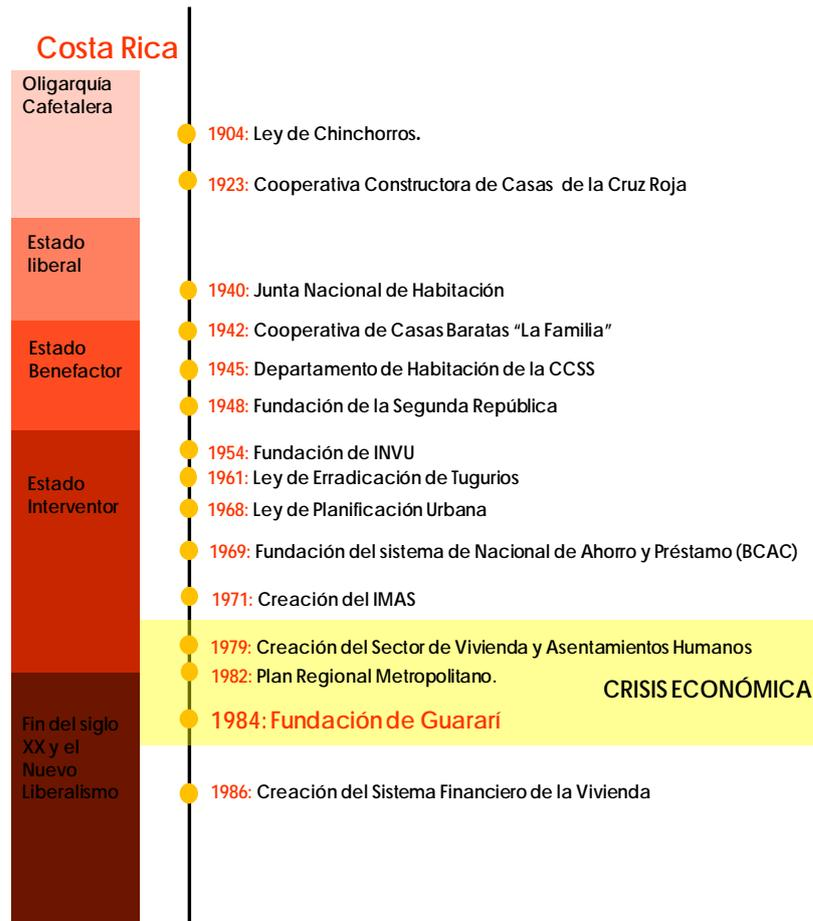 Costa Rica
Oligarquía
Cafetalera
1904: Ley de Chinchorros.
1923: Cooperativa Constructora de Casas de la Cruz Roja
Estado
liberal
1940: Junta Nacional de Habitación
1942: Cooperativa de Casas Baratas "La Familia"
Estado
Benefactor
1945: Departamento de Habitación de la CCSS
1948: Fundación de la Segunda República
1954: Fundación de INVU
1961: Ley de Erradicación de Tugurios
Estado
Interventor
1968: Ley de Planificación Urbana
1969: Fundación del sistema de Nacional de Ahorro y Préstamo (BCAC)
1971: Creación del IMAS
1979: Creación del Sector de Vivienda y Asentamientos Humanos
1982: Plan Regional Metropolitano.
CRISIS ECONÓMICA
1984: Fundación de Guararí
Fin del siglo
XX y el
Nuevo
Liberalismo
1986: Creación del Sistema Financiero de la Vivienda